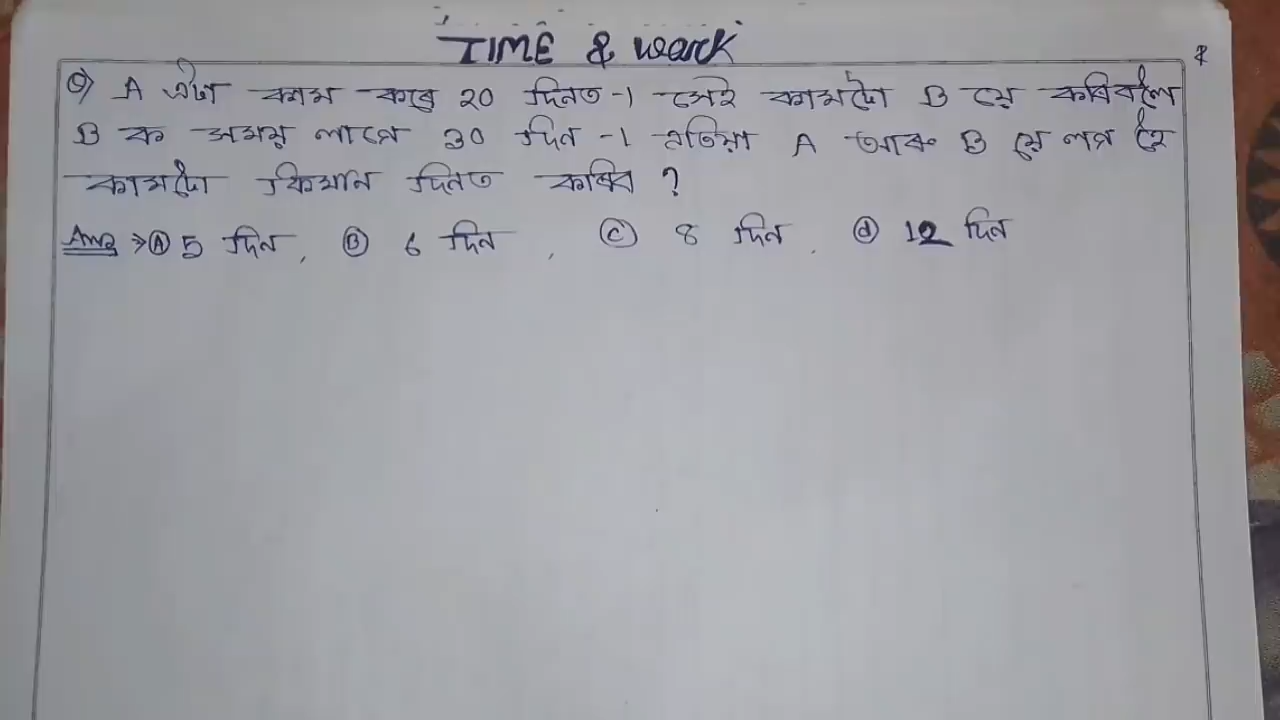 TIME & work
Q) A এটা কাম কৰে 20 দিনত ।  সেই কামটো B য়ে কৰিবলৈ
B ক সময় লাগে 30 দিন । তেতিয়া A আৰু B য়ে লগ হৈ
কামটো কিমান দিনত কৰিব ?
Ans → Ⓐ 5 দিন , Ⓑ 6 দিন , Ⓒ 8 দিন , ⓓ 12 দিন